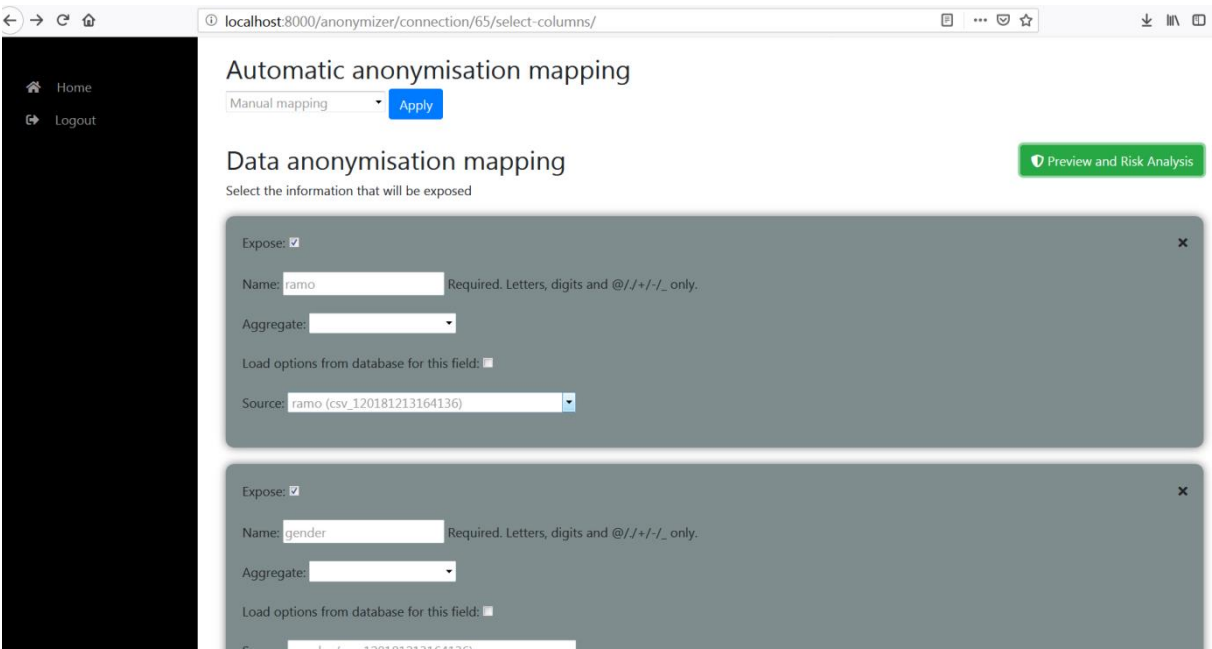 localhost:8000/anonymizer/connection/65/select-columns/
Home
Logout
Automatic anonymisation mapping
Manual mapping Apply
Data anonymisation mapping
Preview and Risk Analysis
Select the information that will be exposed
Expose:
Name: ramo Required. Letters, digits and @/./+/-/_ only.
Aggregate:
Load options from database for this field:
Source: ramo (csv_120181213164136)
Expose:
Name: gender Required. Letters, digits and @/./+/-/_ only.
Aggregate:
Load options from database for this field: